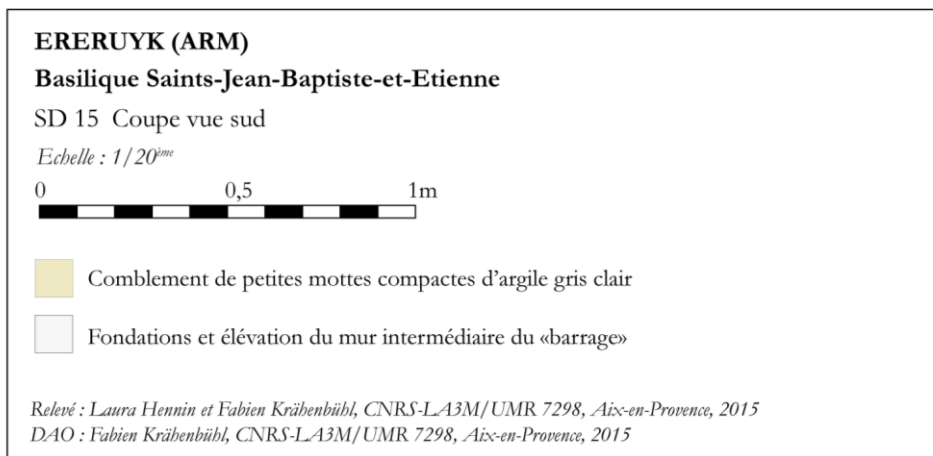 ERERUYK (ARM)
Basilique Saints-Jean-Baptiste-et-Etienne
SD 15 Coupe vue sud
Echelle : 1/20ème
0 0,5 1m
Comblement de petites mottes compactes d'argile gris clair
Fondations et élévation du mur intermédiaire du «barrage»
Relevé : Laura Hennin et Fabien Krähenbühl, CNRS-LA3M/UMR 7298, Aix-en-Provence, 2015
DAO : Fabien Krähenbühl, CNRS-LA3M/UMR 7298, Aix-en-Provence, 2015